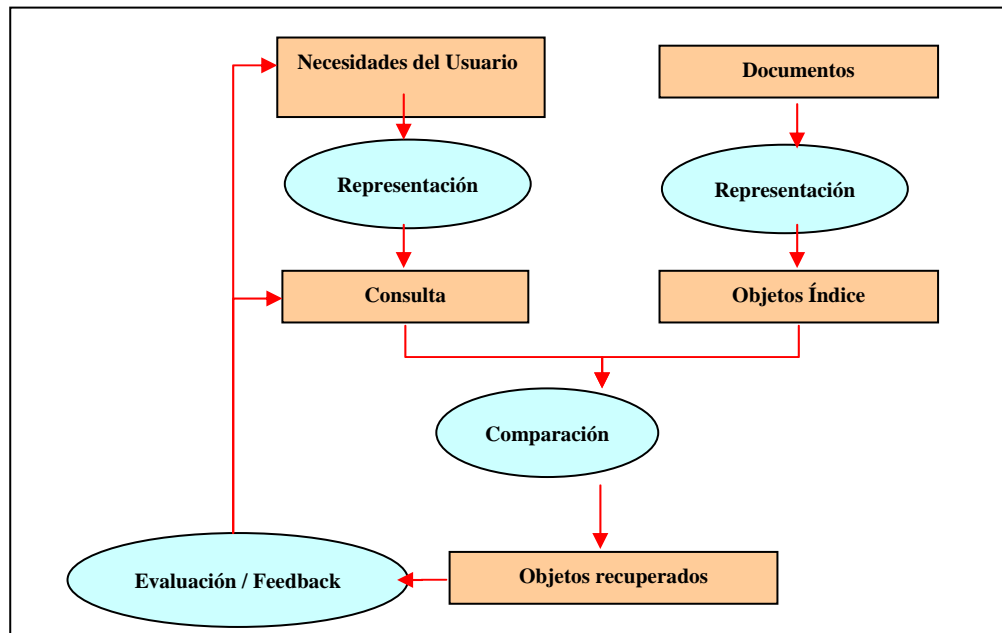 Necesidades del Usuario
Documentos
Representación
Representación
Consulta
Objetos Índice
Comparación
Evaluación / Feedback
Objetos recuperados